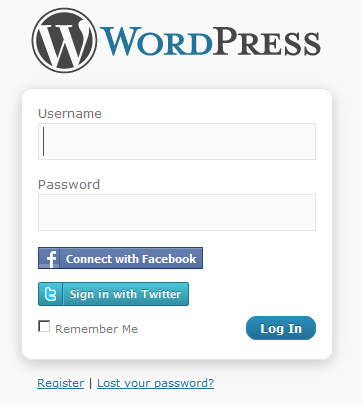 WORDPRESS
Username
Password
Connect with Facebook
Sign in with Twitter
Remember Me
Log In
Register | Lost your password?